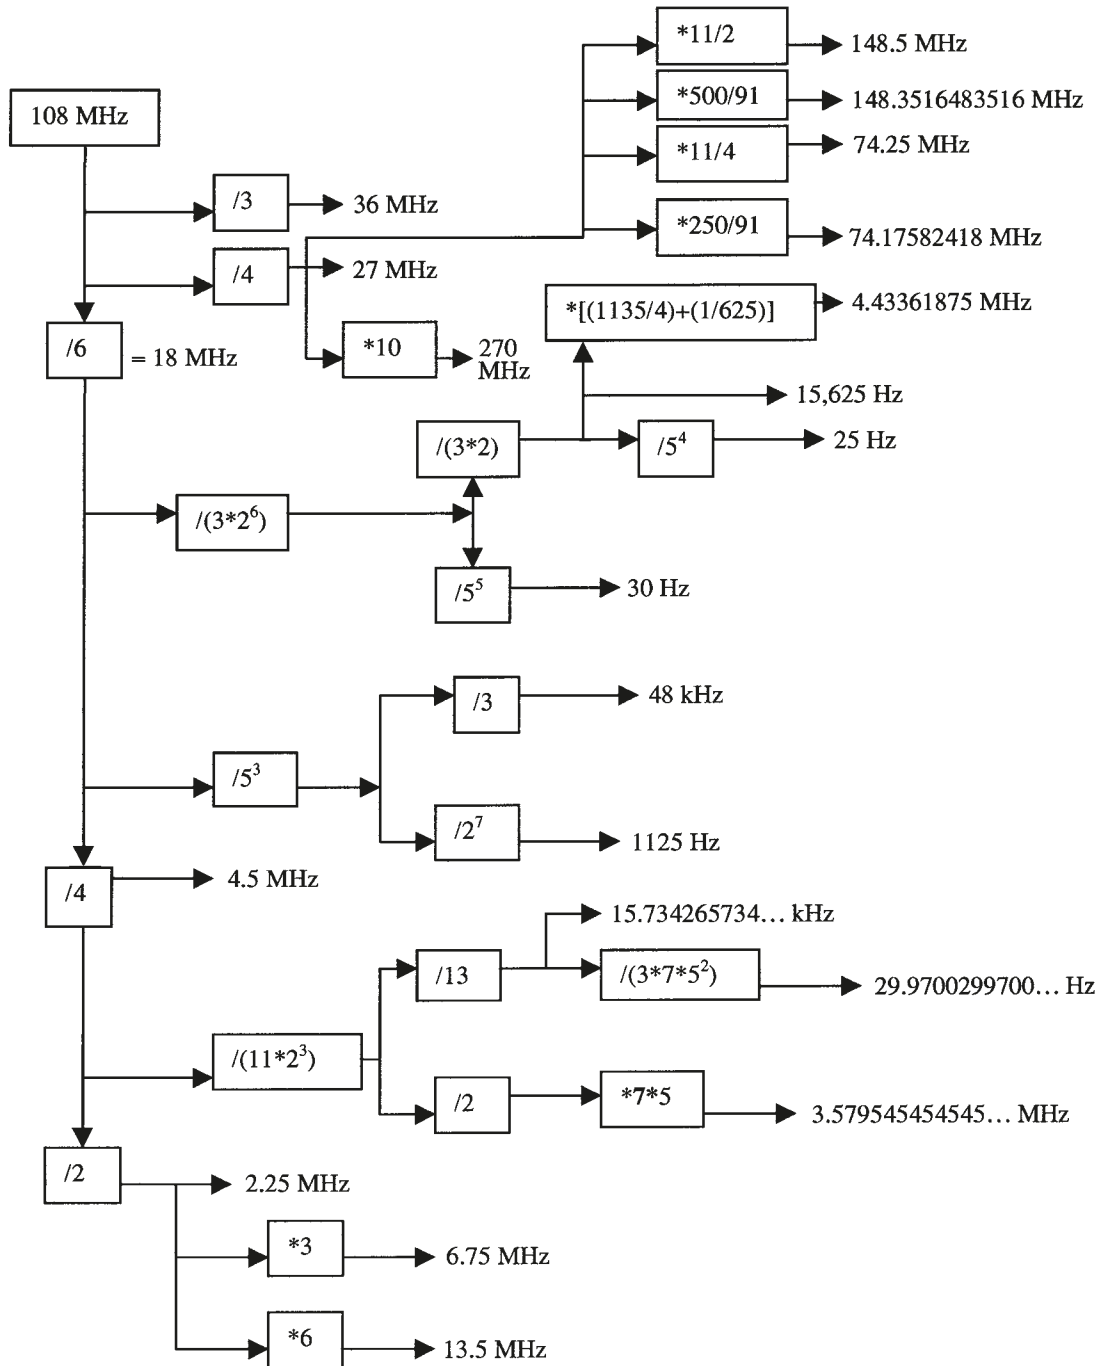 *11/2
148.5 MHz
*500/91
148.3516483516 MHz
108 MHz
*11/4
74.25 MHz
/3
36 MHz
*250/91
74.17582418 MHz
/4
27 MHz
*[(1135/4)+(1/625)]
4.43361875 MHz
/6
= 18 MHz
*10
270
MHz
15,625 Hz
/(3*2)
/5⁴
25 Hz
/(3*2⁶)
/5⁵
30 Hz
/3
48 kHz
/5³
/2⁷
1125 Hz
/4
4.5 MHz
15.734265734... kHz
/13
/(3*7*5²)
29.9700299700... Hz
/(11*2³)
/2
*7*5
3.579545454545... MHz
/2
2.25 MHz
*3
6.75 MHz
*6
13.5 MHz